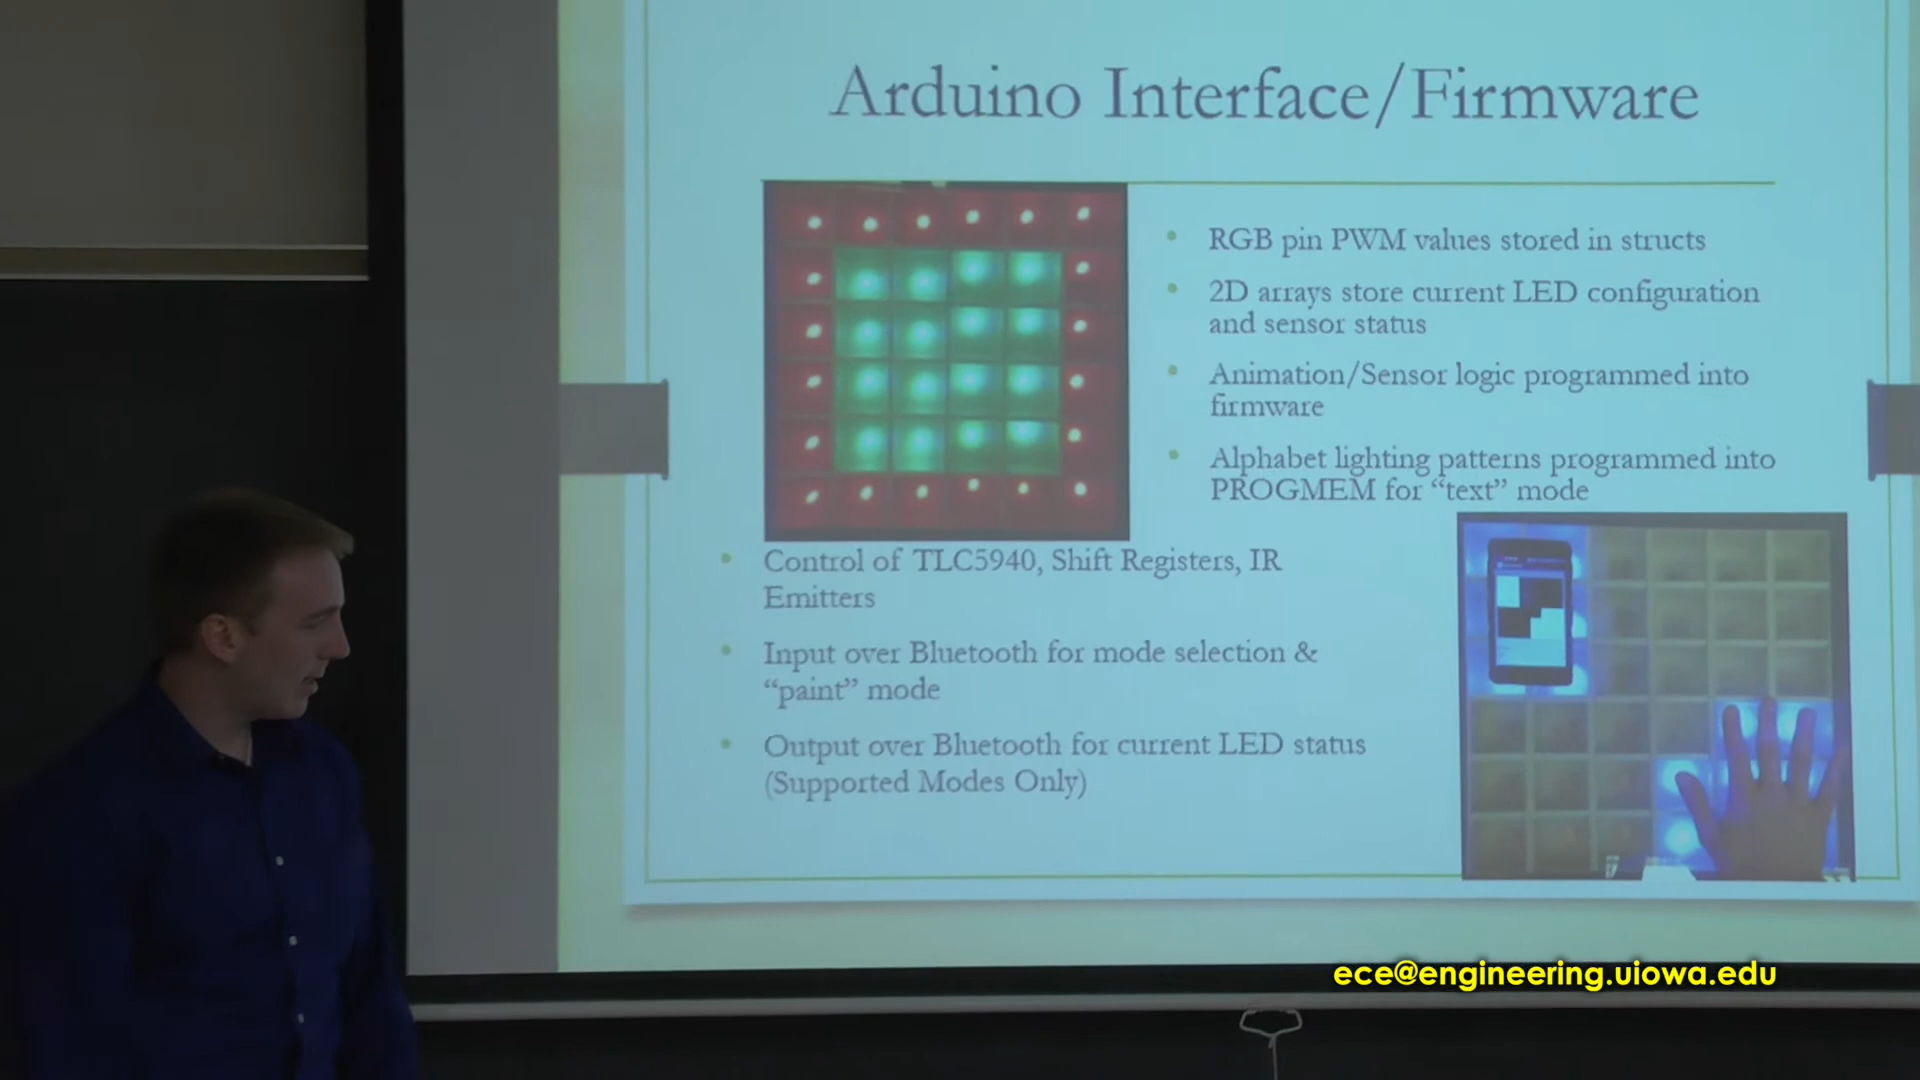 Arduino Interface/Firmware
RGB pin PWM values stored in structs
2D arrays store current LED configuration
and sensor status
Animation/Sensor logic programmed into
firmware
Alphabet lighting patterns programmed into
PROGMEM for “text” mode
Control of TLC5940, Shift Registers, IR
Emitters
Input over Bluetooth for mode selection &
“paint” mode
Output over Bluetooth for current LED status
(Supported Modes Only)
ece@engineering.uiowa.edu